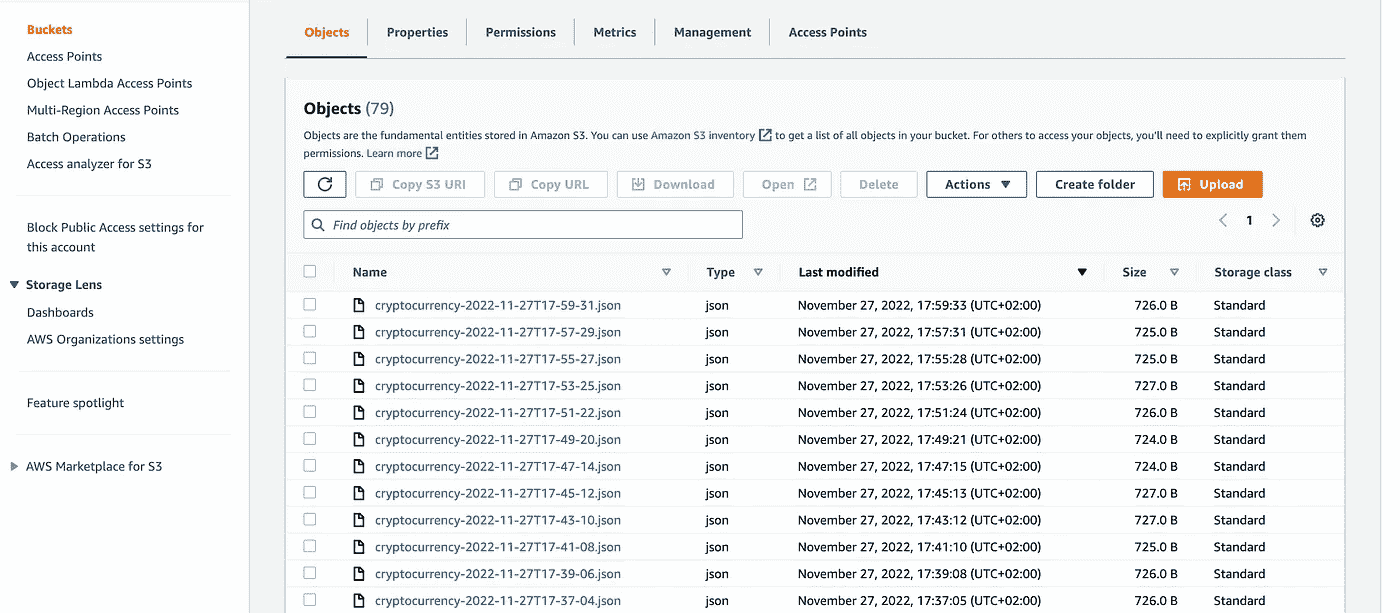 Buckets
Access Points
Object Lambda Access Points
Multi-Region Access Points
Batch Operations
Access analyzer for S3
Block Public Access settings for
this account
Storage Lens
Dashboards
AWS Organizations settings
Feature spotlight
AWS Marketplace for S3
Objects Properties Permissions Metrics Management Access Points
Objects (79)
Objects are the fundamental entities stored in Amazon S3. You can use Amazon S3 inventory to get a list of all objects in your bucket. For others to access your objects, you'll need to explicitly grant them
permissions. Learn more
Copy S3 URI Copy URL Download Open Delete Actions Create folder Upload
Find objects by prefix 1
Name Type Last modified Size Storage class
cryptocurrency-2022-11-27T17-59-31.json json November 27, 2022, 17:59:33 (UTC+02:00) 726.0 B Standard
cryptocurrency-2022-11-27T17-57-29.json json November 27, 2022, 17:57:31 (UTC+02:00) 725.0 B Standard
cryptocurrency-2022-11-27T17-55-27.json json November 27, 2022, 17:55:28 (UTC+02:00) 725.0 B Standard
cryptocurrency-2022-11-27T17-53-25.json json November 27, 2022, 17:53:26 (UTC+02:00) 727.0 B Standard
cryptocurrency-2022-11-27T17-51-22.json json November 27, 2022, 17:51:24 (UTC+02:00) 726.0 B Standard
cryptocurrency-2022-11-27T17-49-20.json json November 27, 2022, 17:49:21 (UTC+02:00) 724.0 B Standard
cryptocurrency-2022-11-27T17-47-14.json json November 27, 2022, 17:47:15 (UTC+02:00) 724.0 B Standard
cryptocurrency-2022-11-27T17-45-12.json json November 27, 2022, 17:45:13 (UTC+02:00) 727.0 B Standard
cryptocurrency-2022-11-27T17-43-10.json json November 27, 2022, 17:43:12 (UTC+02:00) 727.0 B Standard
cryptocurrency-2022-11-27T17-41-08.json json November 27, 2022, 17:41:10 (UTC+02:00) 725.0 B Standard
cryptocurrency-2022-11-27T17-39-06.json json November 27, 2022, 17:39:08 (UTC+02:00) 726.0 B Standard
cryptocurrency-2022-11-27T17-37-04.json json November 27, 2022, 17:37:05 (UTC+02:00) 726.0 B Standard